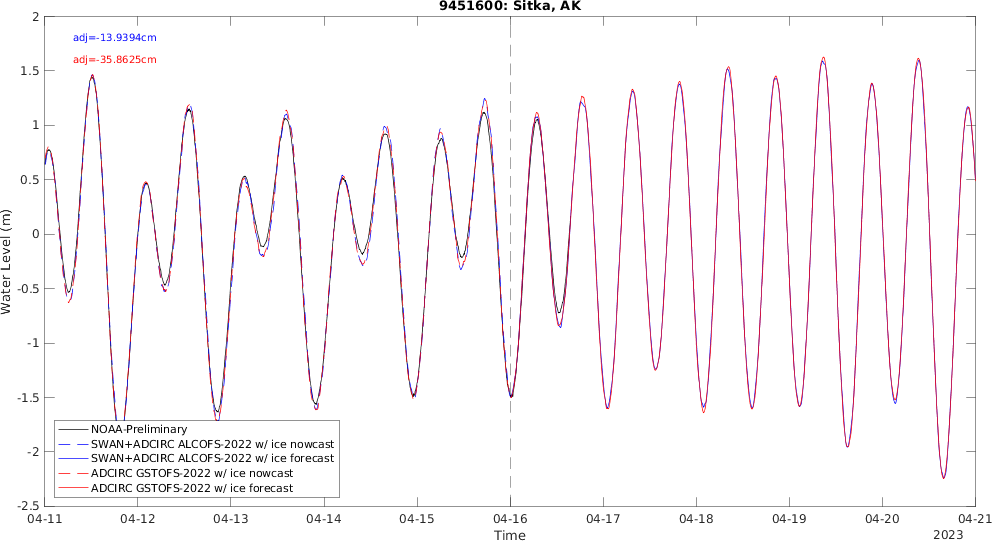 9451600: Sitka, AK
adj=-13.9394cm
adj=-35.8625cm
2
1.5
1
0.5
0
-0.5
-1
-1.5
-2
-2.5
Water Level (m)
NOAA-Preliminary
SWAN+ADCIRC ALCOFS-2022 w/ ice nowcast
SWAN+ADCIRC ALCOFS-2022 w/ ice forecast
ADCIRC GSTOFS-2022 w/ ice nowcast
ADCIRC GSTOFS-2022 w/ ice forecast
04-11 04-12 04-13 04-14 04-15 04-16 04-17 04-18 04-19 04-20 04-21
Time
2023